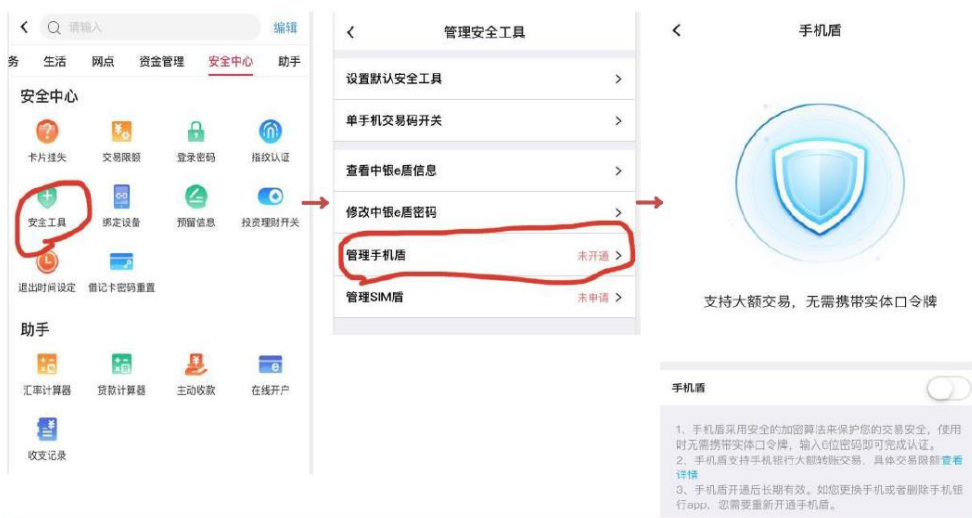 请输入
编辑
务 生活 网点 资金管理 安全中心 助手
安全中心
卡片挂失 交易限额 登录密码 指纹认证
安全工具 绑定设备 预留信息 投资理财开关
退出时间设定 借记卡密码重置
助手
汇率计算器 贷款计算器 主动收款 在线开户
收支记录
管理安全工具
设置默认安全工具
单手机交易码开关
查看中银e盾信息
修改中银e盾密码
管理手机盾 未开通
管理SIM盾 未申请
手机盾
支持大额交易，无需携带实体口令牌
手机盾
1、手机盾采用安全的加密算法来保护您的交易安全，使用
时无需携带实体口令牌，输入6位密码即可完成认证。
2、手机盾支持手机银行大额转账交易，具体交易限额查看
详情
3、手机盾开通后长期有效。如您更换手机或者删除手机银
行app，您需要重新开通手机盾。